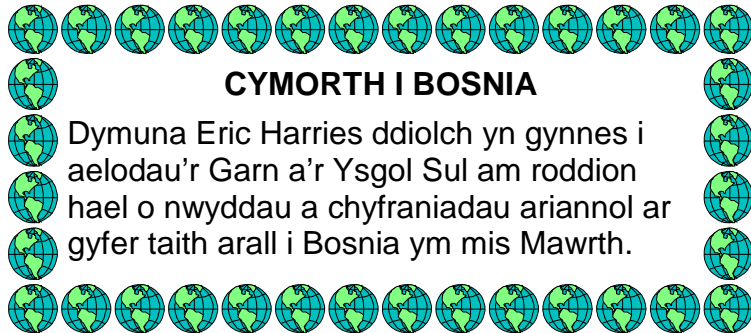 CYMORTH I BOSNIA
Dymuna Eric Harries ddiolch yn gynnes i
aelodau'r Garn a'r Ysgol Sul am roddion
hael o nwyddau a chyfraniadau ariannol ar
gyfer taith arall i Bosnia ym mis Mawrth.